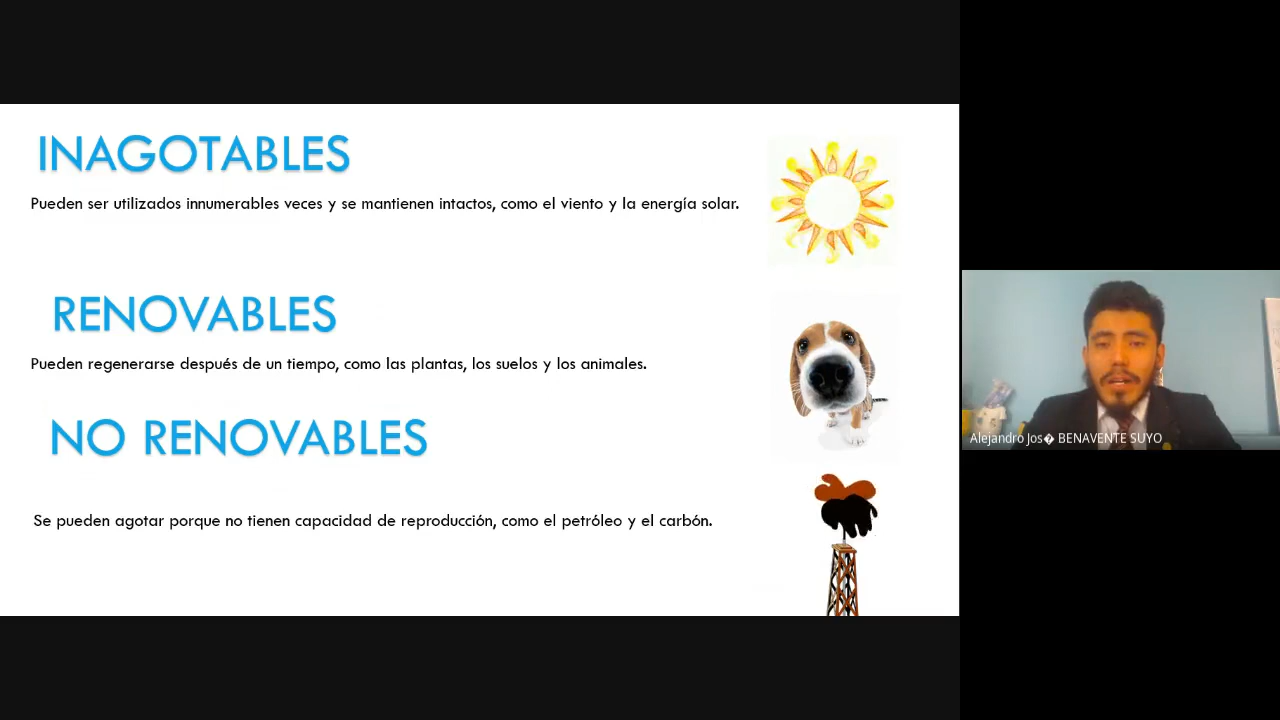 INAGOTABLES
Pueden ser utilizados innumerables veces y se mantienen intactos, como el viento y la energía solar.
RENOVABLES
Pueden regenerarse después de un tiempo, como las plantas, los suelos y los animales.
NO RENOVABLES
Se pueden agotar porque no tienen capacidad de reproducción, como el petróleo y el carbón.
Alejandro Jos� BENAVENTE SUYO